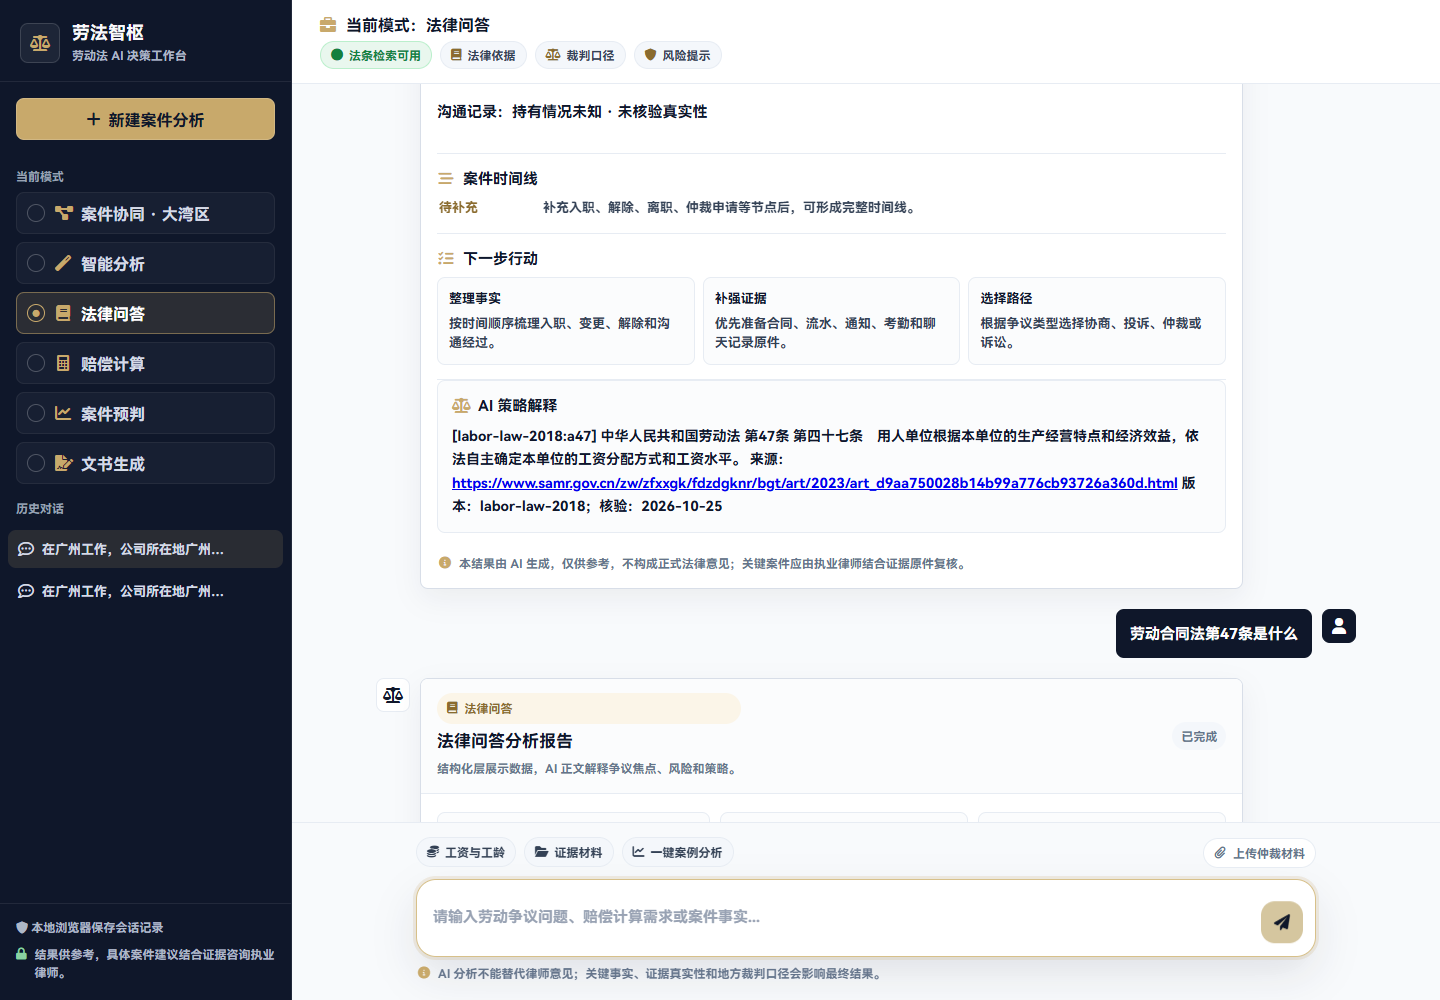 劳法智枢
劳动法 AI 决策工作台
新建案件分析
当前模式
案件协同 · 大湾区
智能分析
法律问答
赔偿计算
案件预判
文书生成
历史对话
在广州工作，公司所在地广州...
在广州工作，公司所在地广州...
本地浏览器保存会话记录
结果供参考，具体案件建议结合证据咨询执业
律师。
当前模式：法律问答
法条检索可用
法律依据
裁判口径
风险提示
沟通记录：持有情况未知 · 未核验真实性
案件时间线
待补充
补充入职、解除、离职、仲裁申请等节点后，可形成完整时间线。
下一步行动
整理事实
按时间顺序梳理入职、变更、解除和沟
通经过。
补强证据
优先准备合同、流水、通知、考勤和聊
天记录原件。
选择路径
根据争议类型选择协商、投诉、仲裁或
诉讼。
AI 策略解释
[labor-law-2018:a47] 中华人民共和国劳动法 第47条 第四十七条　用人单位根据本单位的生产经营特点和经济效益，依
法自主确定本单位的工资分配方式和工资水平。 来源：
https://www.samr.gov.cn/zw/zfxxgk/fdzdgknr/bgt/art/2023/art_d9aa750028b14b99a776cb93726a360d.html 版
本：labor-law-2018；核验：2026-10-25
本结果由 AI 生成，仅供参考，不构成正式法律意见；关键案件应由执业律师结合证据原件复核。
劳动合同法第47条是什么
法律问答
法律问答分析报告
结构化层展示数据，AI 正文解释争议焦点、风险和策略。
已完成
工资与工龄
证据材料
一键案例分析
上传仲裁材料
请输入劳动争议问题、赔偿计算需求或案件事实...
AI 分析不能替代律师意见；关键事实、证据真实性和地方裁判口径会影响最终结果。